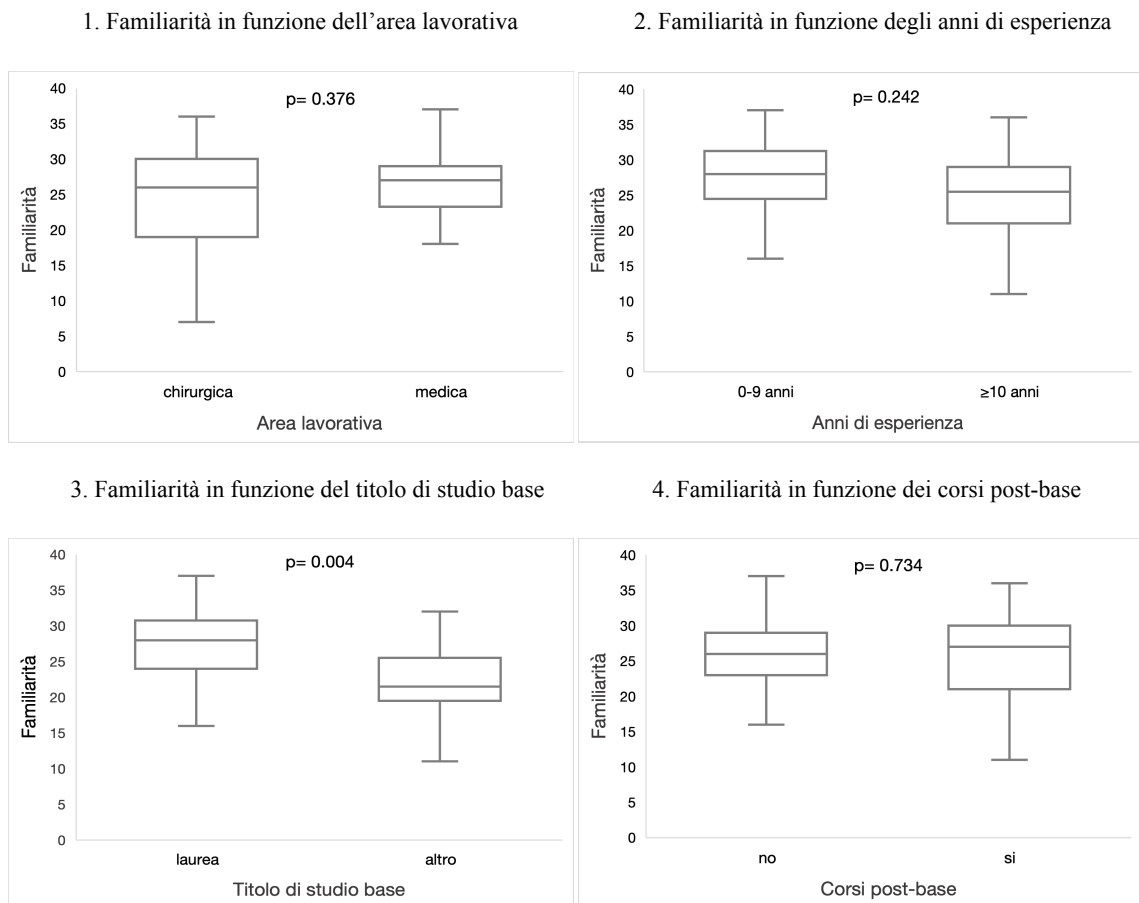 1. Familiarità in funzione dell’area lavorativa
p= 0.376
Familiarità
40
35
30
25
20
15
10
5
0
chirurgica medica
Area lavorativa
2. Familiarità in funzione degli anni di esperienza
p= 0.242
Familiarità
40
35
30
25
20
15
10
5
0
0-9 anni ≥10 anni
Anni di esperienza
3. Familiarità in funzione del titolo di studio base
p= 0.004
Familiarità
40
35
30
25
20
15
10
5
0
laurea altro
Titolo di studio base
4. Familiarità in funzione dei corsi post-base
p= 0.734
Familiarità
40
35
30
25
20
15
10
5
0
no si
Corsi post-base